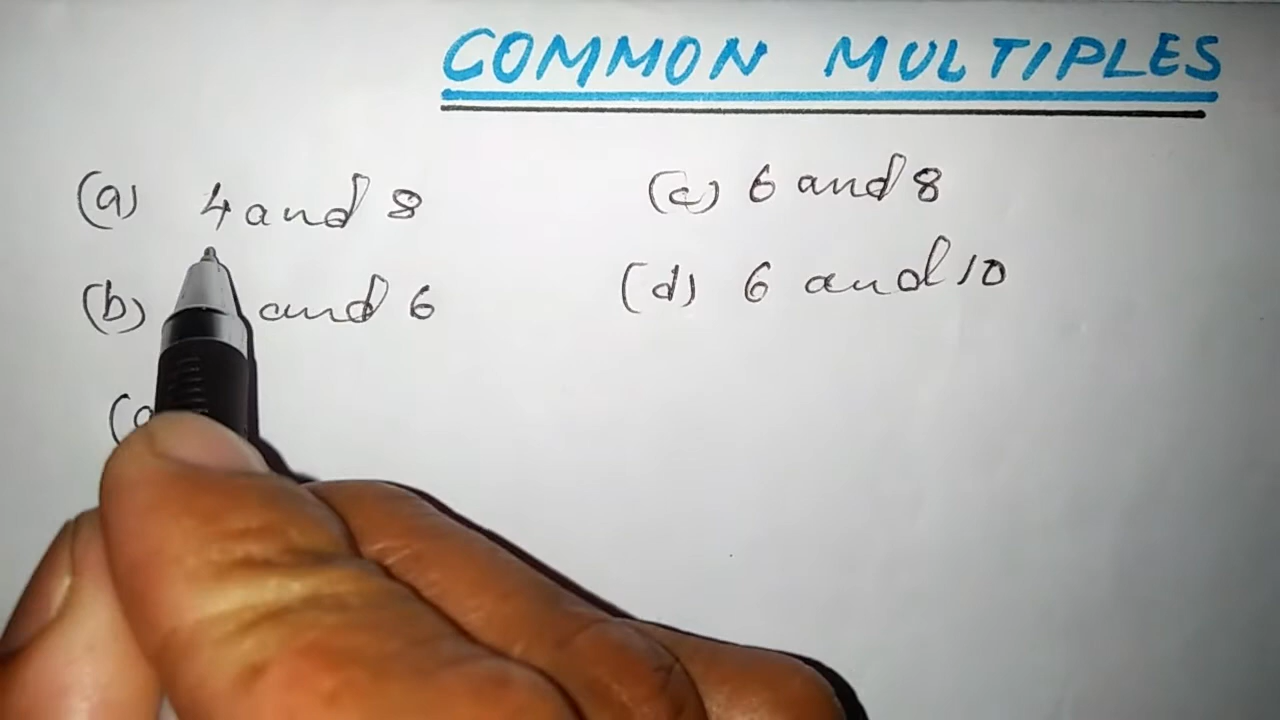 COMMON MULTIPLES
(a) 4 and 8
(b) and 6
(c) 6 and 8
(d) 6 and 10
(a